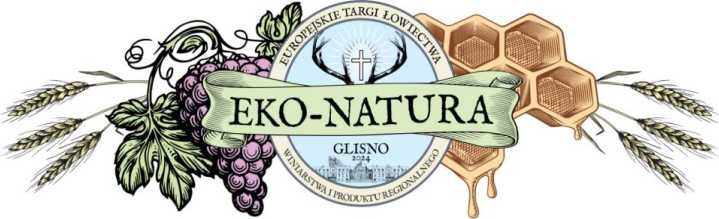 EUROPEJSKIE TARGI ŁOWIECTWA
EKO-NATURA
GLISNO
2024
WINIARSTWA I PRODUKTU REGIONALNEGO